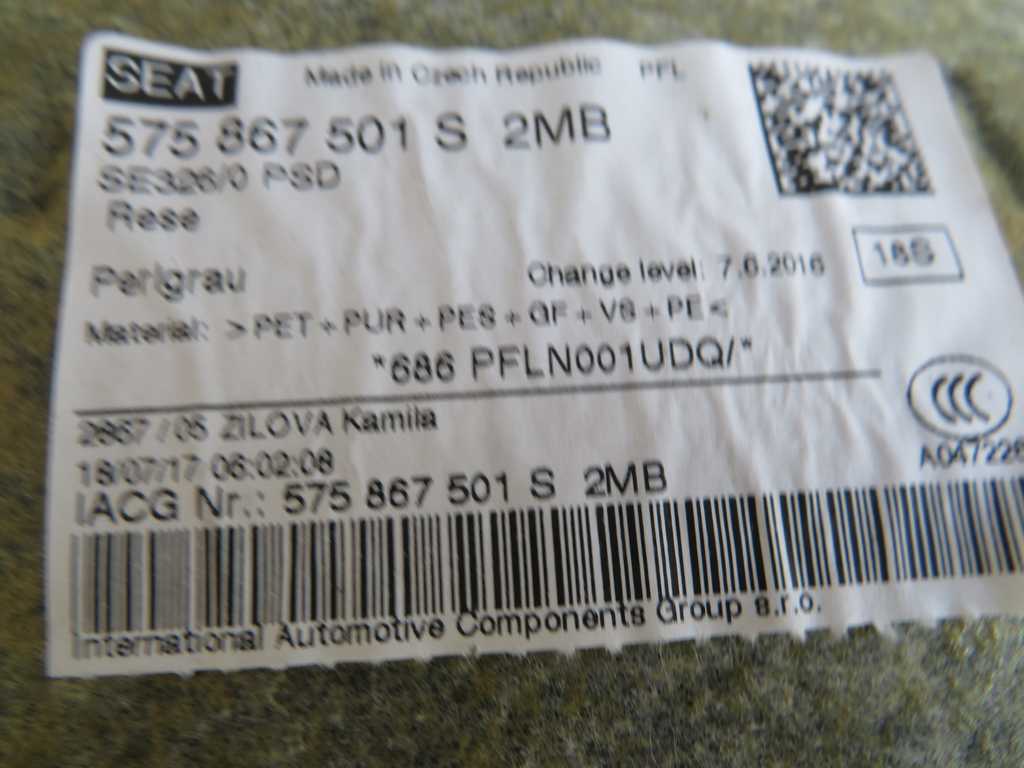 SEAT Made in Czech Republic PFL
575 867 501 S 2MB
SE326/0 PSD
Rese
18S
Perlgrau Change level: 7.6.2016
Material: >PET+PUR+PES+GF+VS+PE<
*686 PFLN001UDQ/*
CCC
2867 / 05 ZILOVA Kamila
A047226
18/07/17 06:02:08
IACG Nr.: 575 867 501 S 2MB
International Automotive Components Group s.r.o.